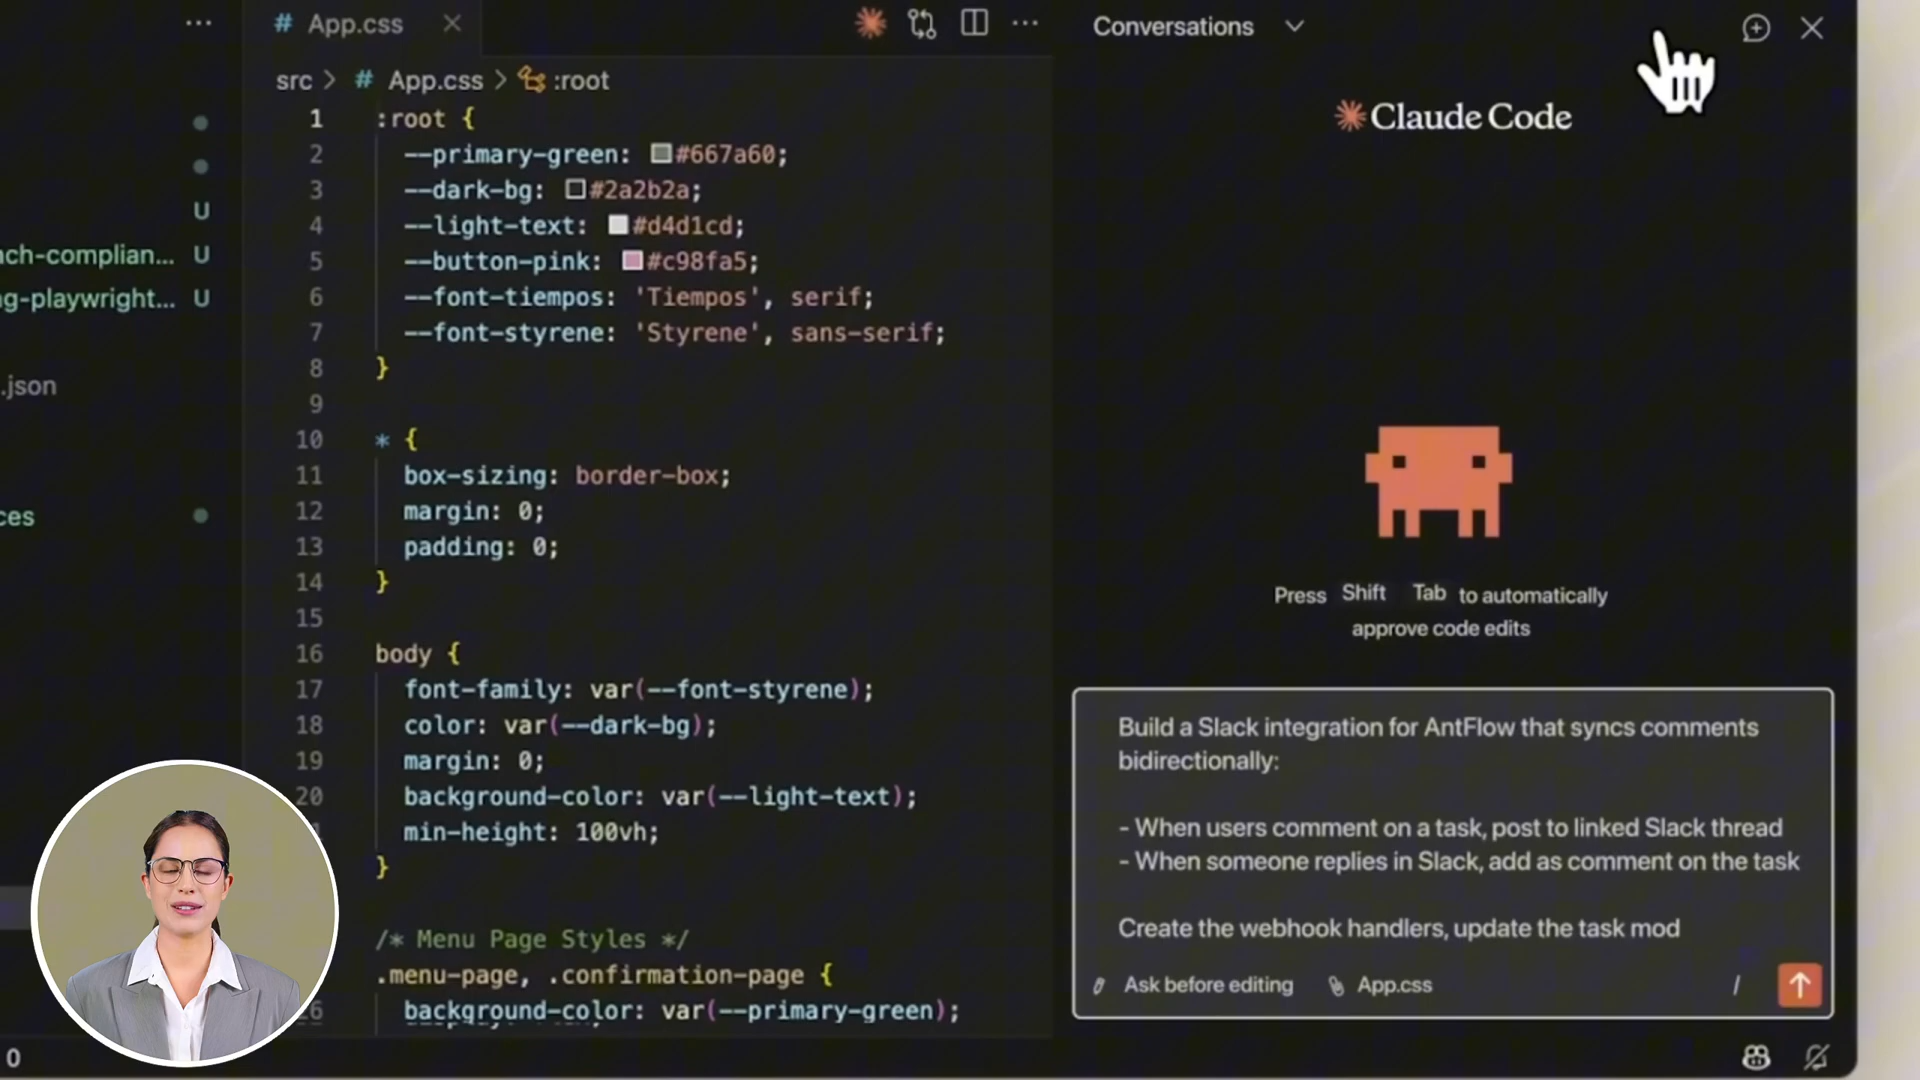 App.css
Conversations
src > # App.css > :root
Claude Code
1 :root {
2 --primary-green: #667a60;
3 --dark-bg: #2a2b2a;
4 --light-text: #d4d1cd;
5 --button-pink: #c98fa5;
6 --font-tiempos: 'Tiempos', serif;
7 --font-styrene: 'Styrene', sans-serif;
8 }
9
10 * {
11 box-sizing: border-box;
12 margin: 0;
13 padding: 0;
14 }
15
16 body {
17 font-family: var(--font-styrene);
18 color: var(--dark-bg);
19 margin: 0;
20 background-color: var(--light-text);
min-height: 100vh;
}
/* Menu Page Styles */
.menu-page, .confirmation-page {
background-color: var(--primary-green);
U
ch-complian... U
g-playwright... U
.json
ces
0
Press Shift Tab to automatically
approve code edits
Build a Slack integration for AntFlow that syncs comments
bidirectionally:
- When users comment on a task, post to linked Slack thread
- When someone replies in Slack, add as comment on the task
Create the webhook handlers, update the task mod
Ask before editing App.css /